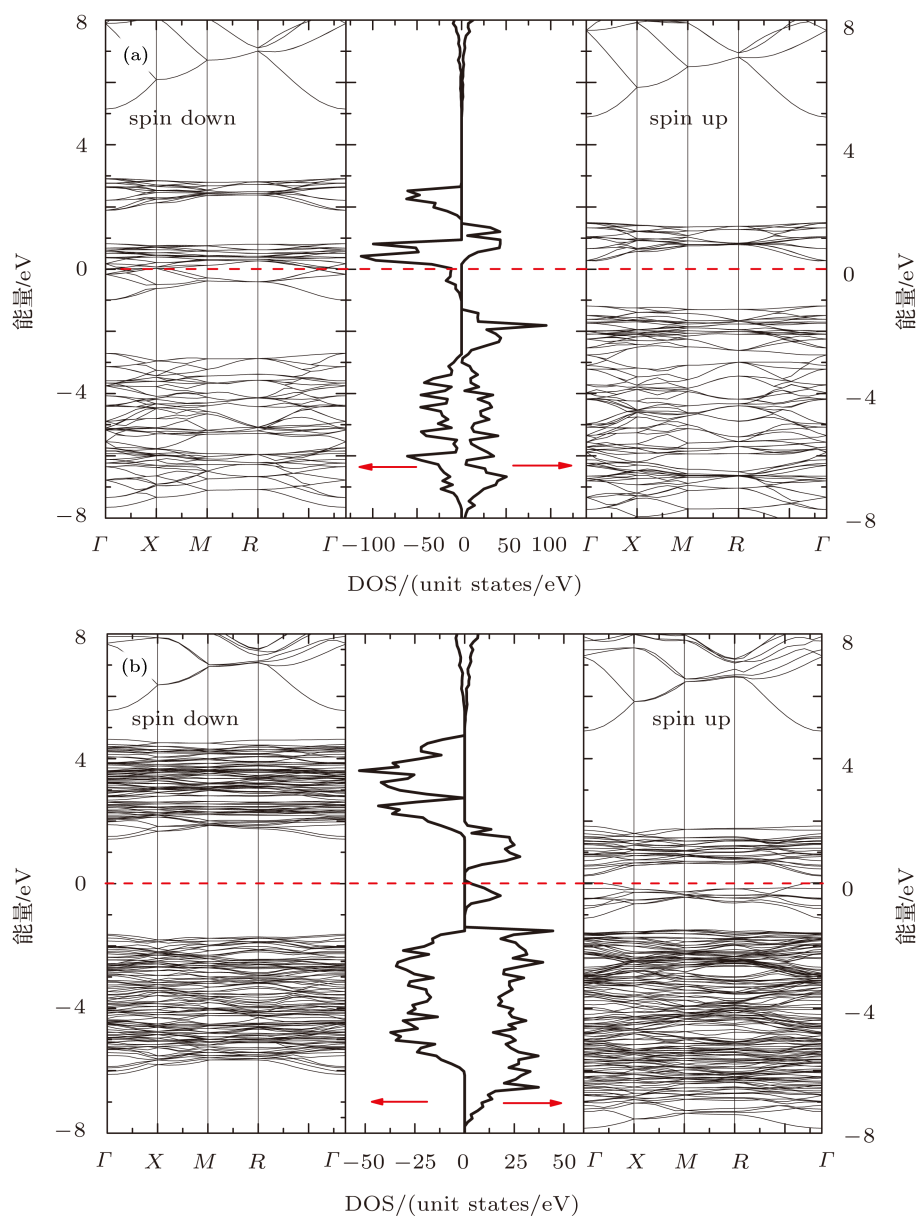 (a)
8 4 0 −4 −8
能量/eV
spin down
spin up
8 4 0 −4 −8
能量/eV
Γ X M R Γ −100 −50 0 50 100 Γ X M R Γ
DOS/(unit states/eV)
(b)
8 4 0 −4 −8
能量/eV
spin down
spin up
8 4 0 −4 −8
能量/eV
Γ X M R Γ −50 −25 0 25 50 Γ X M R Γ
DOS/(unit states/eV)